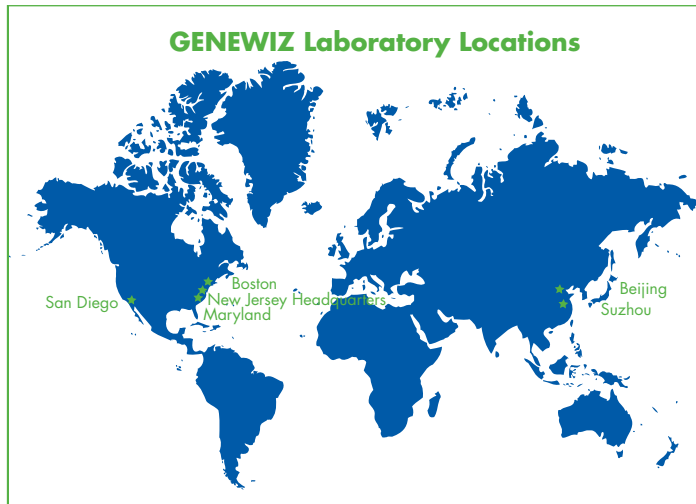 GENEWIZ Laboratory Locations
San Diego
Boston
New Jersey Headquarters
Maryland
Beijing
Suzhou